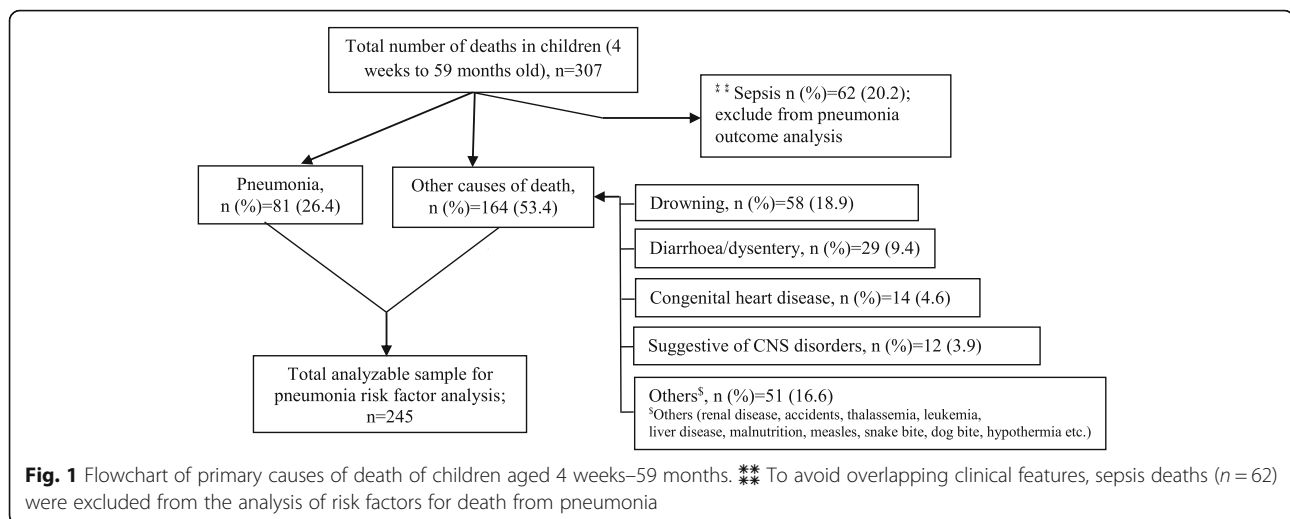 Total number of deaths in children (4
weeks to 59 months old), n=307
** Sepsis n (%)=62 (20.2);
exclude from pneumonia
outcome analysis
Pneumonia,
n (%)=81 (26.4)
Other causes of death,
n (%)=164 (53.4)
Drowning, n (%)=58 (18.9)
Diarrhoea/dysentery, n (%)=29 (9.4)
Congenital heart disease, n (%)=14 (4.6)
Suggestive of CNS disorders, n (%)=12 (3.9)
Others$, n (%)=51 (16.6)
$Others (renal disease, accidents, thalassemia, leukemia,
liver disease, malnutrition, measles, snake bite, dog bite, hypothermia etc.)
Total analyzable sample for
pneumonia risk factor analysis;
n=245
Fig. 1 Flowchart of primary causes of death of children aged 4 weeks–59 months. **** To avoid overlapping clinical features, sepsis deaths (n = 62)
were excluded from the analysis of risk factors for death from pneumonia